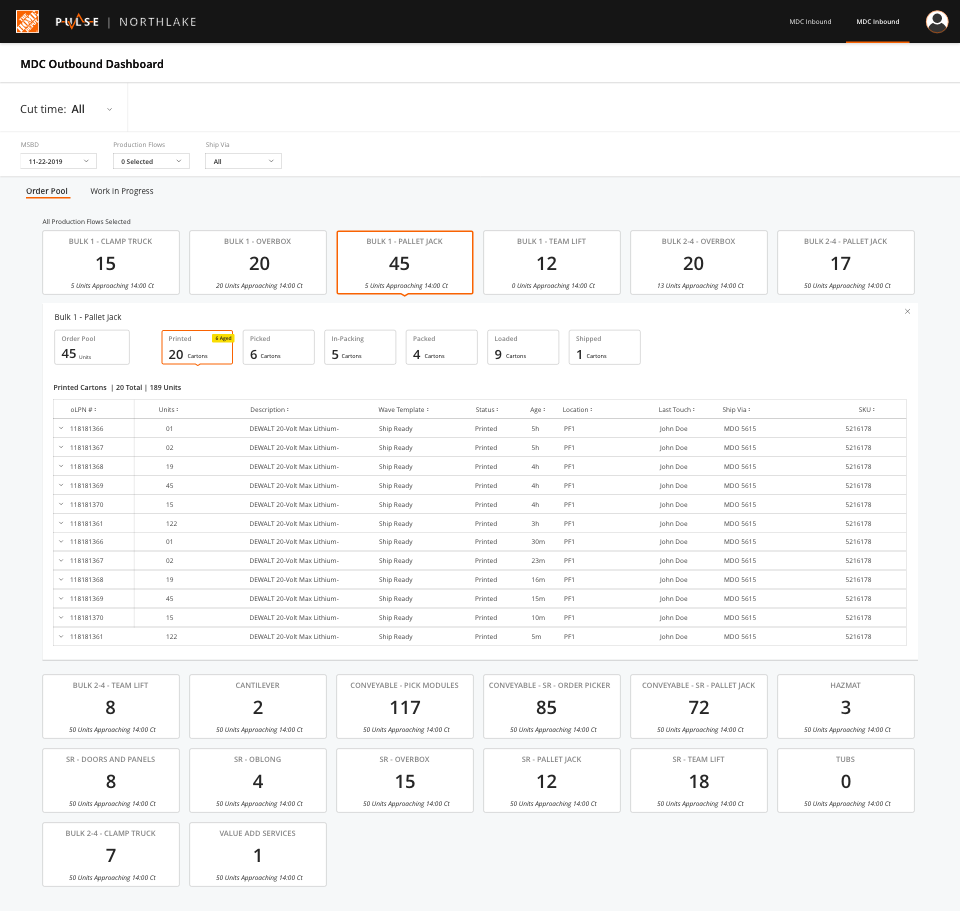 PULSE | NORTHLAKE MDC Inbound MDC Inbound
MDC Outbound Dashboard
Cut time: All
MSBD Production Flows Ship Via
11-22-2019 0 Selected All
Order Pool Work In Progress
All Production Flows Selected
BULK 1 - CLAMP TRUCK BULK 1 - OVERBOX BULK 1 - PALLET JACK BULK 1 - TEAM LIFT BULK 2-4 - OVERBOX BULK 2-4 - PALLET JACK
15 20 45 12 20 17
5 Units Approaching 14:00 Ct 20 Units Approaching 14:00 Ct 5 Units Approaching 14:00 Ct 0 Units Approaching 14:00 Ct 13 Units Approaching 14:00 Ct 50 Units Approaching 14:00 Ct
Bulk 1 - Pallet Jack
Order Pool Printed 6 Aged Picked In-Packing Packed Loaded Shipped
45 Units 20 Cartons 6 Cartons 5 Cartons 4 Cartons 9 Cartons 1 Cartons
Printed Cartons | 20 Total | 189 Units
oLPN # Units Description Wave Template Status Age Location Last Touch Ship Via SKU
118181366 01 DEWALT 20-Volt Max Lithium- Ship Ready Printed 5h PF1 John Doe MDO 5615 5216178
118181367 02 DEWALT 20-Volt Max Lithium- Ship Ready Printed 5h PF1 John Doe MDO 5615 5216178
118181368 19 DEWALT 20-Volt Max Lithium- Ship Ready Printed 4h PF1 John Doe MDO 5615 5216178
118181369 45 DEWALT 20-Volt Max Lithium- Ship Ready Printed 4h PF1 John Doe MDO 5615 5216178
118181370 15 DEWALT 20-Volt Max Lithium- Ship Ready Printed 4h PF1 John Doe MDO 5615 5216178
118181361 122 DEWALT 20-Volt Max Lithium- Ship Ready Printed 3h PF1 John Doe MDO 5615 5216178
118181366 01 DEWALT 20-Volt Max Lithium- Ship Ready Printed 30m PF1 John Doe MDO 5615 5216178
118181367 02 DEWALT 20-Volt Max Lithium- Ship Ready Printed 23m PF1 John Doe MDO 5615 5216178
118181368 19 DEWALT 20-Volt Max Lithium- Ship Ready Printed 16m PF1 John Doe MDO 5615 5216178
118181369 45 DEWALT 20-Volt Max Lithium- Ship Ready Printed 15m PF1 John Doe MDO 5615 5216178
118181370 15 DEWALT 20-Volt Max Lithium- Ship Ready Printed 10m PF1 John Doe MDO 5615 5216178
118181361 122 DEWALT 20-Volt Max Lithium- Ship Ready Printed 5m PF1 John Doe MDO 5615 5216178
BULK 2-4 - TEAM LIFT CANTILEVER CONVEYABLE - PICK MODULES CONVEYABLE - SR - ORDER PICKER CONVEYABLE - SR - PALLET JACK HAZMAT
8 2 117 85 72 3
50 Units Approaching 14:00 Ct 50 Units Approaching 14:00 Ct 50 Units Approaching 14:00 Ct 50 Units Approaching 14:00 Ct 50 Units Approaching 14:00 Ct 50 Units Approaching 14:00 Ct
SR - DOORS AND PANELS SR - OBLONG SR - OVERBOX SR - PALLET JACK SR - TEAM LIFT TUBS
8 4 15 12 18 0
50 Units Approaching 14:00 Ct 50 Units Approaching 14:00 Ct 50 Units Approaching 14:00 Ct 50 Units Approaching 14:00 Ct 50 Units Approaching 14:00 Ct 50 Units Approaching 14:00 Ct
BULK 2-4 - CLAMP TRUCK VALUE ADD SERVICES
7 1
50 Units Approaching 14:00 Ct 50 Units Approaching 14:00 Ct